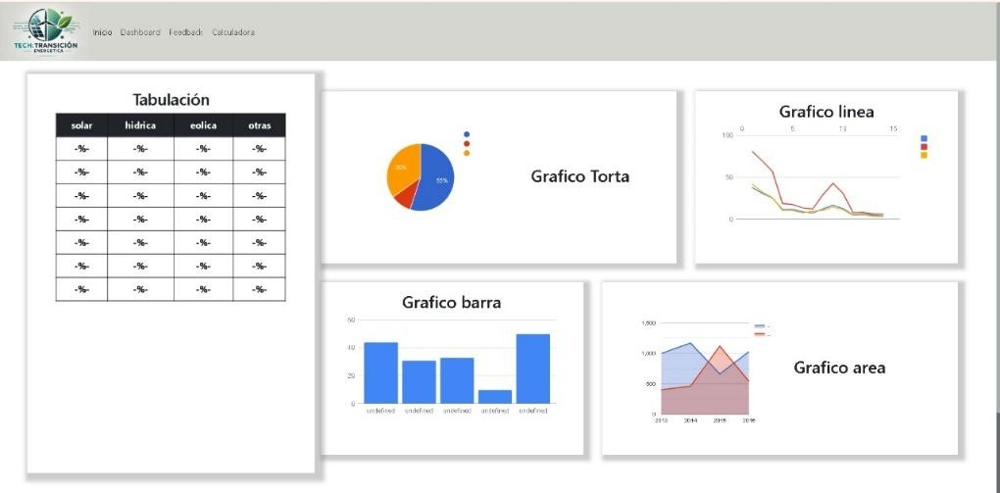 TECH: TRANSICIÓN
ENERGETICA
Inicio Dashboard Feedback Calculadora
Tabulación
solar hidrica eolica otras
-%- -%- -%- -%-
-%- -%- -%- -%-
-%- -%- -%- -%-
-%- -%- -%- -%-
-%- -%- -%- -%-
-%- -%- -%- -%-
-%- -%- -%- -%-
35%
55%
Grafico Torta
Grafico linea
0 5 10 15
100
50
0
Grafico barra
60
40
20
0
undefined undefined undefined undefined undefined
1,500
1,000
500
0
2013 2014 2015 2016
Grafico area